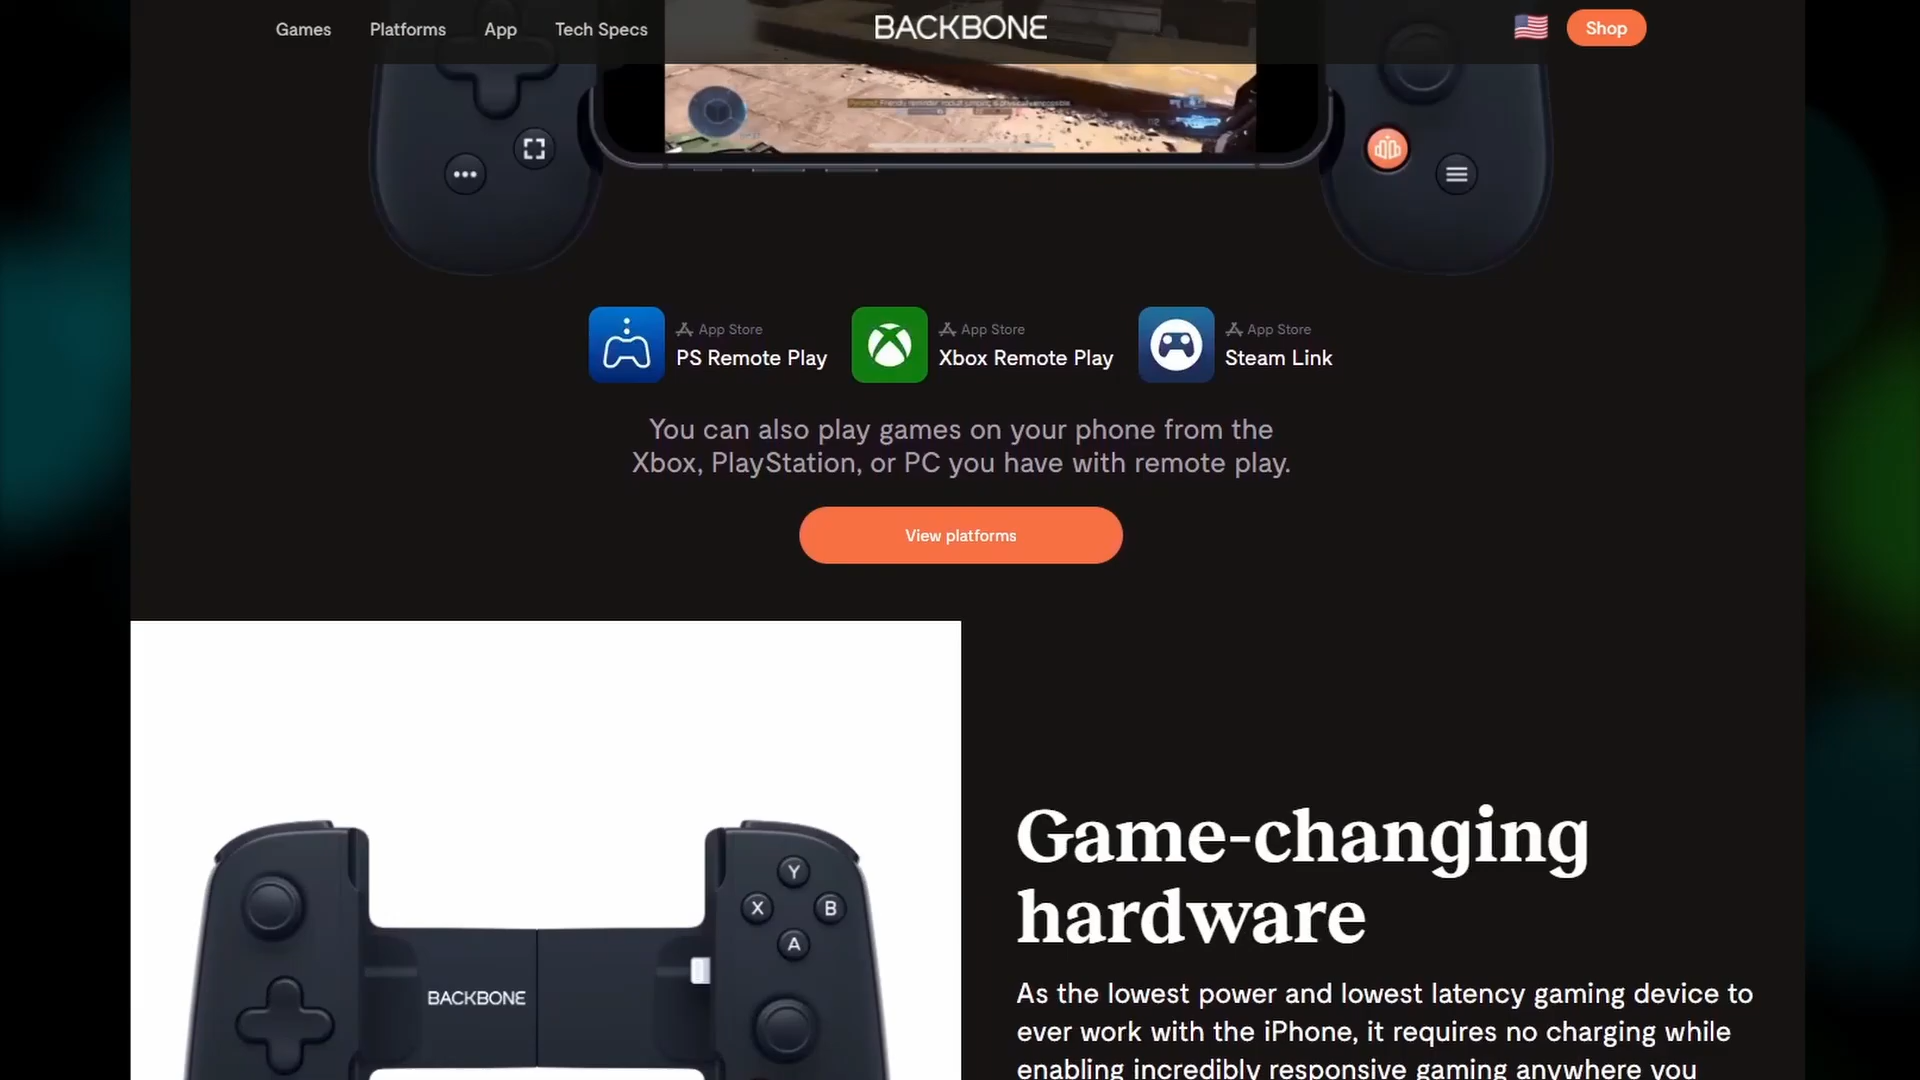 Games Platforms App Tech Specs BACKBONE Shop
App Store
PS Remote Play
App Store
Xbox Remote Play
App Store
Steam Link
You can also play games on your phone from the
Xbox, PlayStation, or PC you have with remote play.
View platforms
Y
X B
A
BACKBONE
Game-changing
hardware
As the lowest power and lowest latency gaming device to
ever work with the iPhone, it requires no charging while
enabling incredibly responsive gaming anywhere you